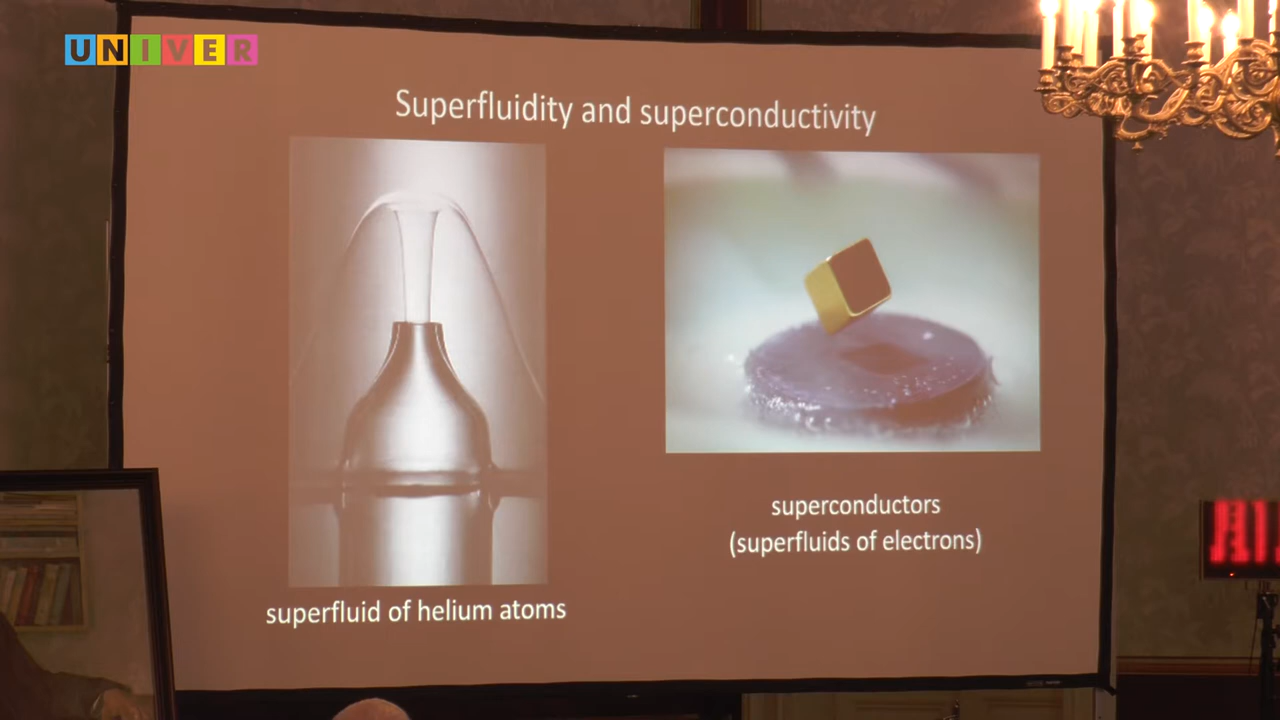 UNIVER
Superfluidity and superconductivity
superconductors
(superfluids of electrons)
superfluid of helium atoms